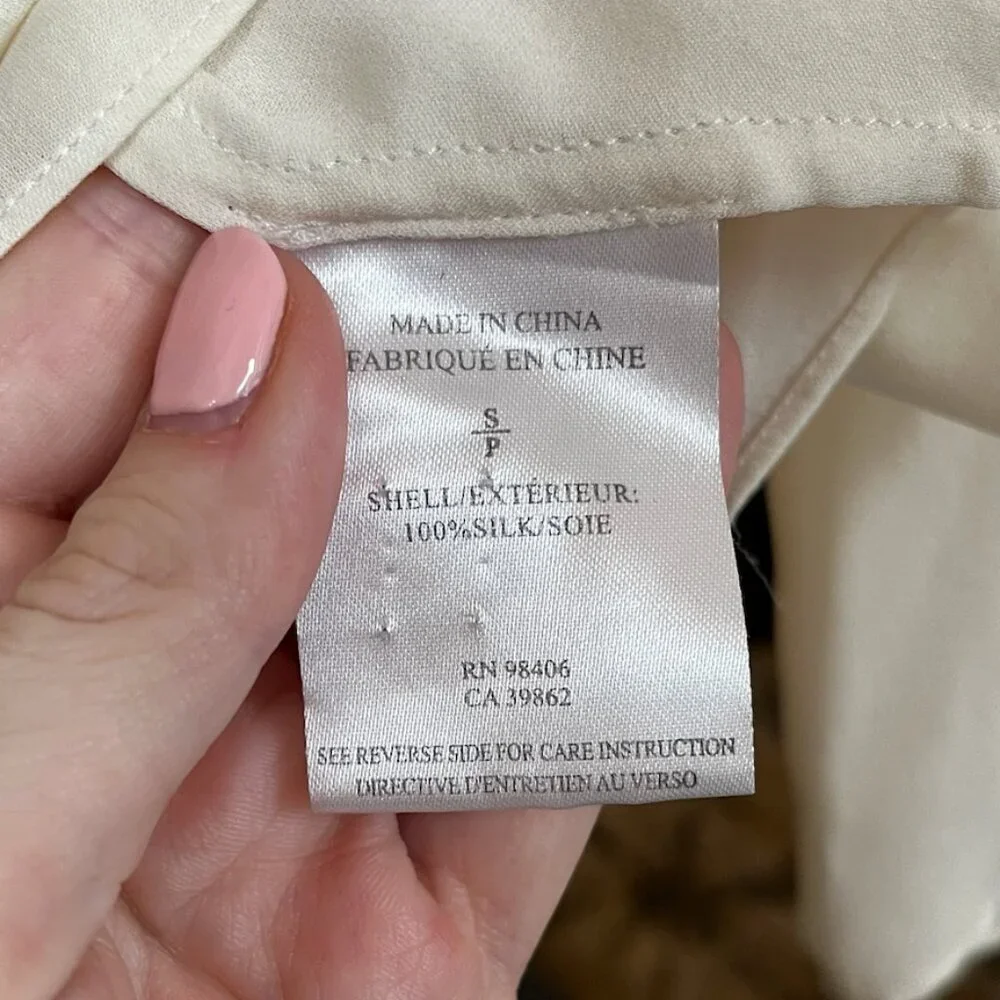 MADE IN CHINA
FABRIQUÉ EN CHINE
S
P
SHELL/EXTÉRIEUR:
100%SILK/SOIE
RN 98406
CA 39862
SEE REVERSE SIDE FOR CARE INSTRUCTION
DIRECTIVE D'ENTRETIEN AU VERSO